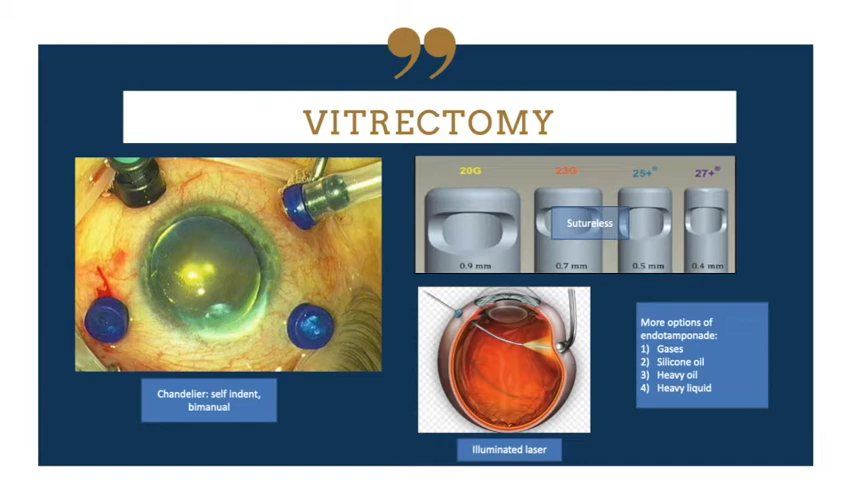 VITRECTOMY
20G 23G 25+® 27+®
Sutureless
0.9 mm 0.7 mm 0.5 mm 0.4 mm
Chandelier: self indent,
bimanual
Illuminated laser
More options of
endotamponade:
1) Gases
2) Silicone oil
3) Heavy oil
4) Heavy liquid